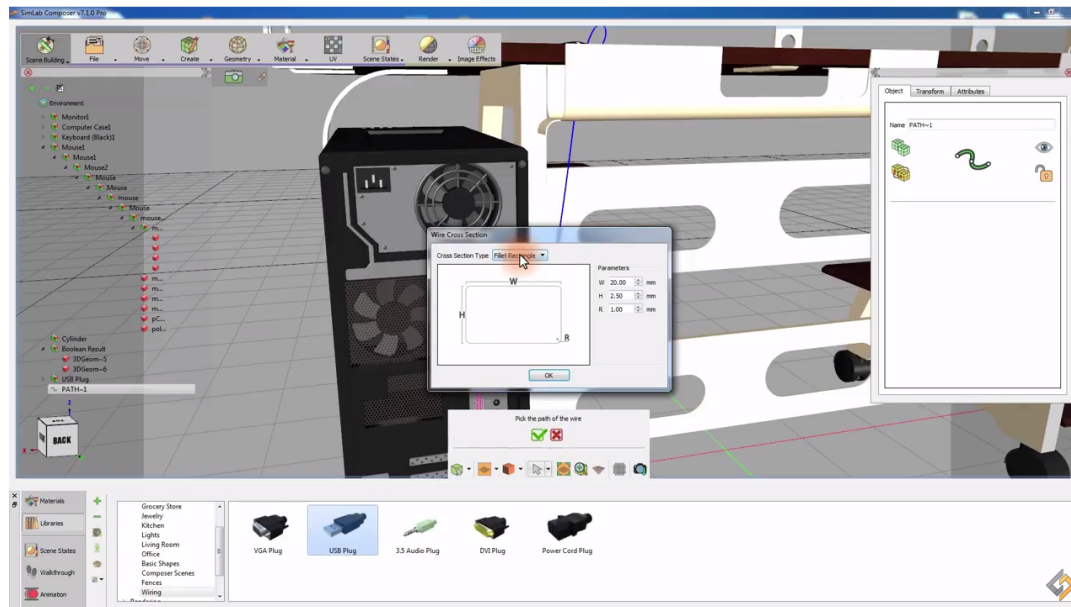 SimLab Composer v7.1.0 Pro
Scene Building
File
Move
Create
Geometry
Material
UV
Scene States
Render
Image Effects
Environment
Monitor1
Computer Case1
Keyboard (Black)1
Mouse1
Mouse1
Mouse2
Mouse
Mouse
mouse
Mouse
mouse...
m...
m...
m...
m...
m...
pC...
pol...
Cylinder
Boolean Result
3DGeom~5
3DGeom~6
USB Plug
PATH~1
Z
BACK
X
Object Transform Attributes
Name PATH~1
Wire Cross Section
Cross Section Type Fillet Rectangle
W
H
R
Parameters
W 20.00 mm
H 2.50 mm
R 1.00 mm
OK
Pick the path of the wire
Materials
Libraries
Scene States
Walkthrough
Animation
Grocery Store
Jewelry
Kitchen
Lights
Living Room
Office
Basic Shapes
Composer Scenes
Fences
Wiring
VGA Plug
USB Plug
3.5 Audio Plug
DVI Plug
Power Cord Plug